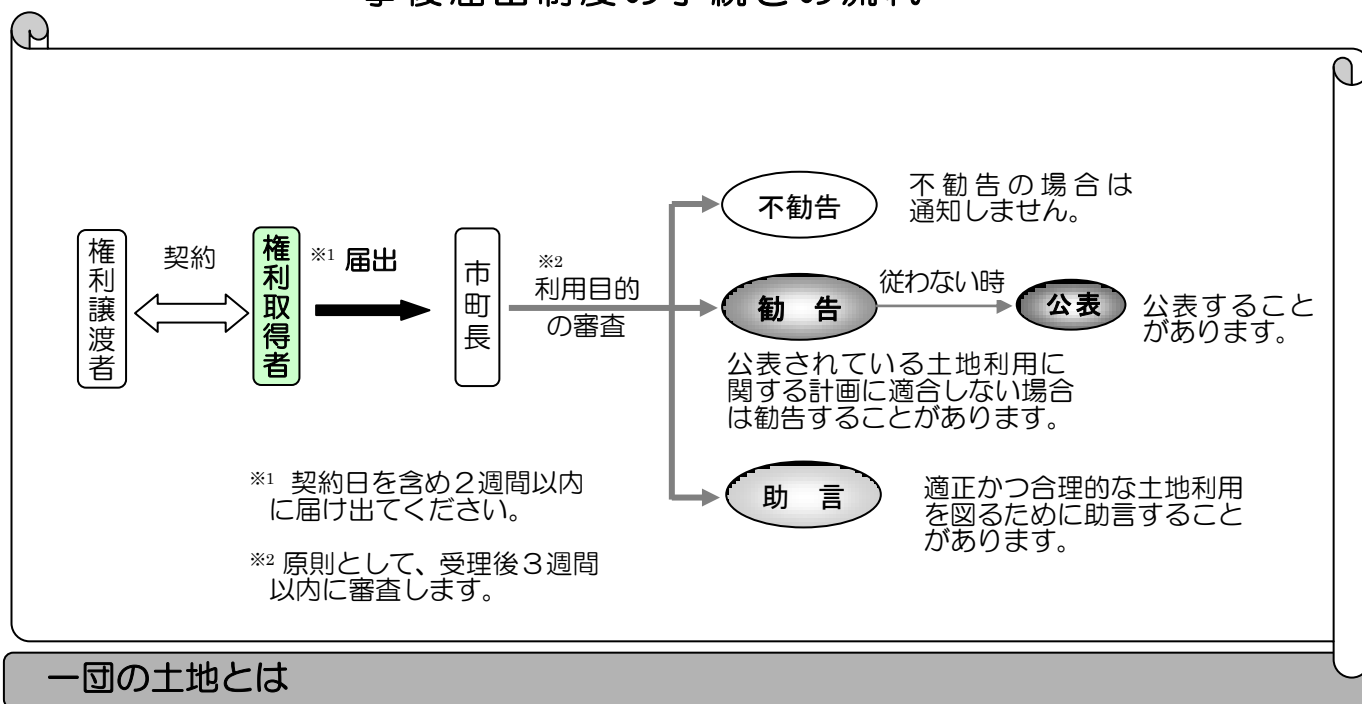 権利譲渡者
契約
権利取得者
※1 届出
市町長
※2
利用目的
の審査
不勧告
不勧告の場合は
通知しません。
勧 告
従わない時
公表
公表すること
があります。
公表されている土地利用に
関する計画に適合しない場合
は勧告することがあります。
助 言
適正かつ合理的な土地利用
を図るために助言すること
があります。
※1 契約日を含め2週間以内
に届け出てください。
※2 原則として、受理後3週間
以内に審査します。
一団の土地とは